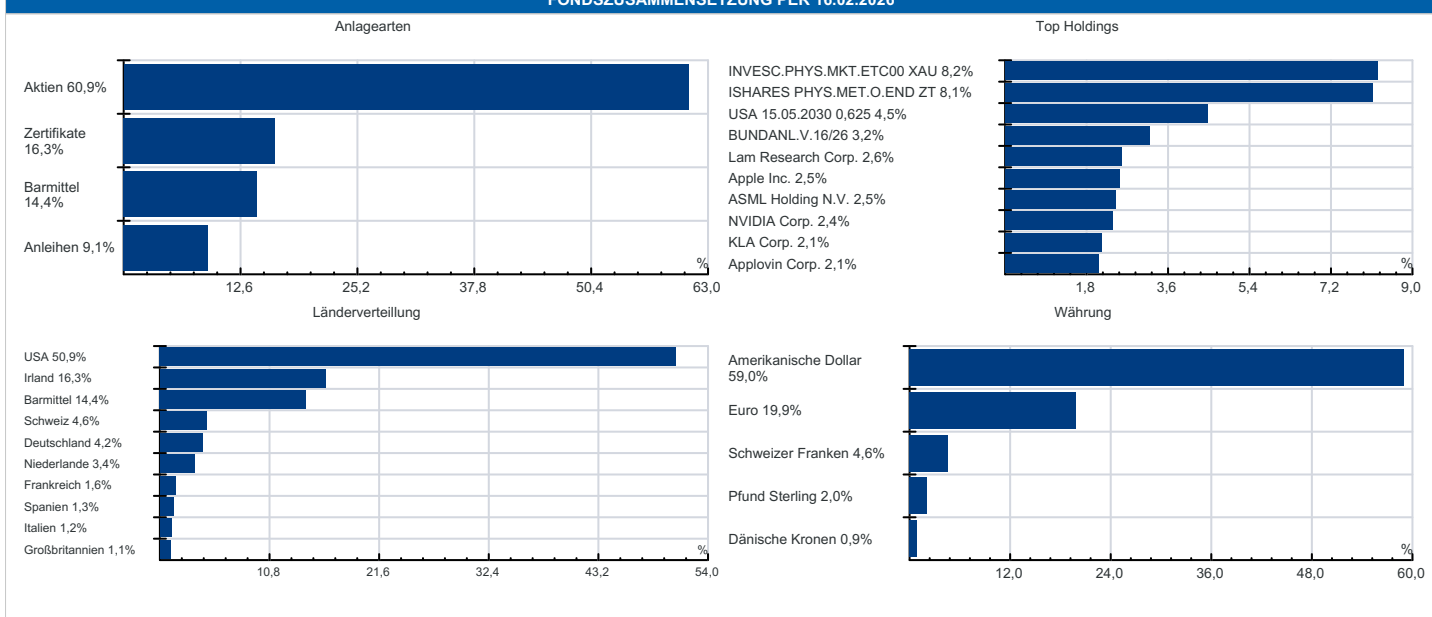 FONDSZUSAMMENSETZUNG PER 16.02.2026
Anlagearten
Aktien 60,9%
Zertifikate
16,3%
Barmittel
14,4%
Anleihen 9,1%
%
12,6 25,2 37,8 50,4 63,0
Top Holdings
INVESC.PHYS.MKT.ETC00 XAU 8,2%
ISHARES PHYS.MET.O.END ZT 8,1%
USA 15.05.2030 0,625 4,5%
BUNDANL.V.16/26 3,2%
Lam Research Corp. 2,6%
Apple Inc. 2,5%
ASML Holding N.V. 2,5%
NVIDIA Corp. 2,4%
KLA Corp. 2,1%
Applovin Corp. 2,1%
%
1,8 3,6 5,4 7,2 9,0
Länderverteillung
USA 50,9%
Irland 16,3%
Barmittel 14,4%
Schweiz 4,6%
Deutschland 4,2%
Niederlande 3,4%
Frankreich 1,6%
Spanien 1,3%
Italien 1,2%
Großbritannien 1,1%
%
10,8 21,6 32,4 43,2 54,0
Währung
Amerikanische Dollar
59,0%
Euro 19,9%
Schweizer Franken 4,6%
Pfund Sterling 2,0%
Dänische Kronen 0,9%
%
12,0 24,0 36,0 48,0 60,0